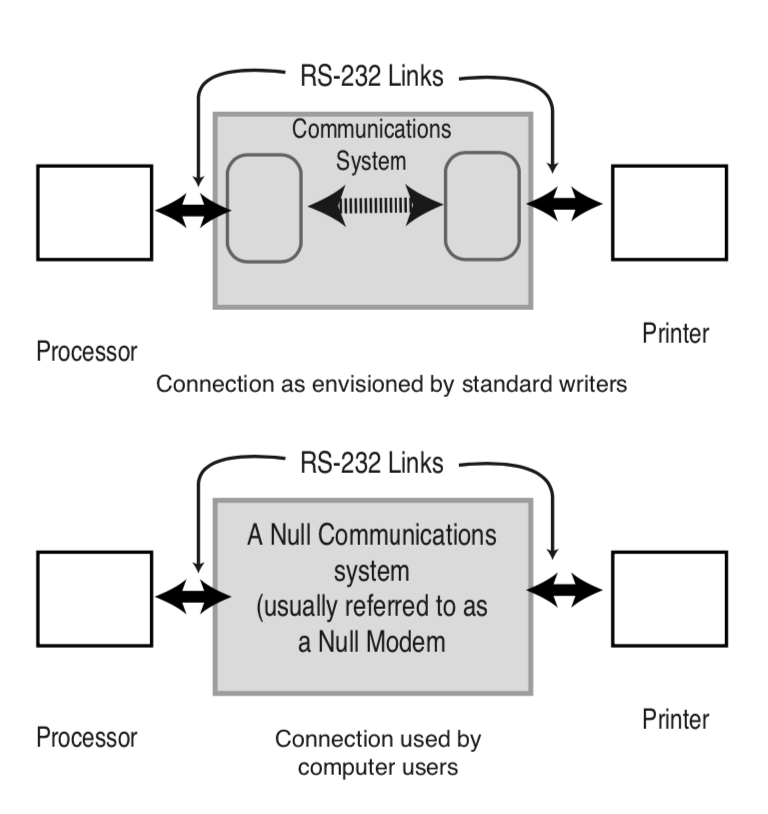 RS-232 Links
Communications
System
Processor
Printer
Connection as envisioned by standard writers
RS-232 Links
A Null Communications
system
(usually referred to as
a Null Modem
Processor
Printer
Connection used by
computer users